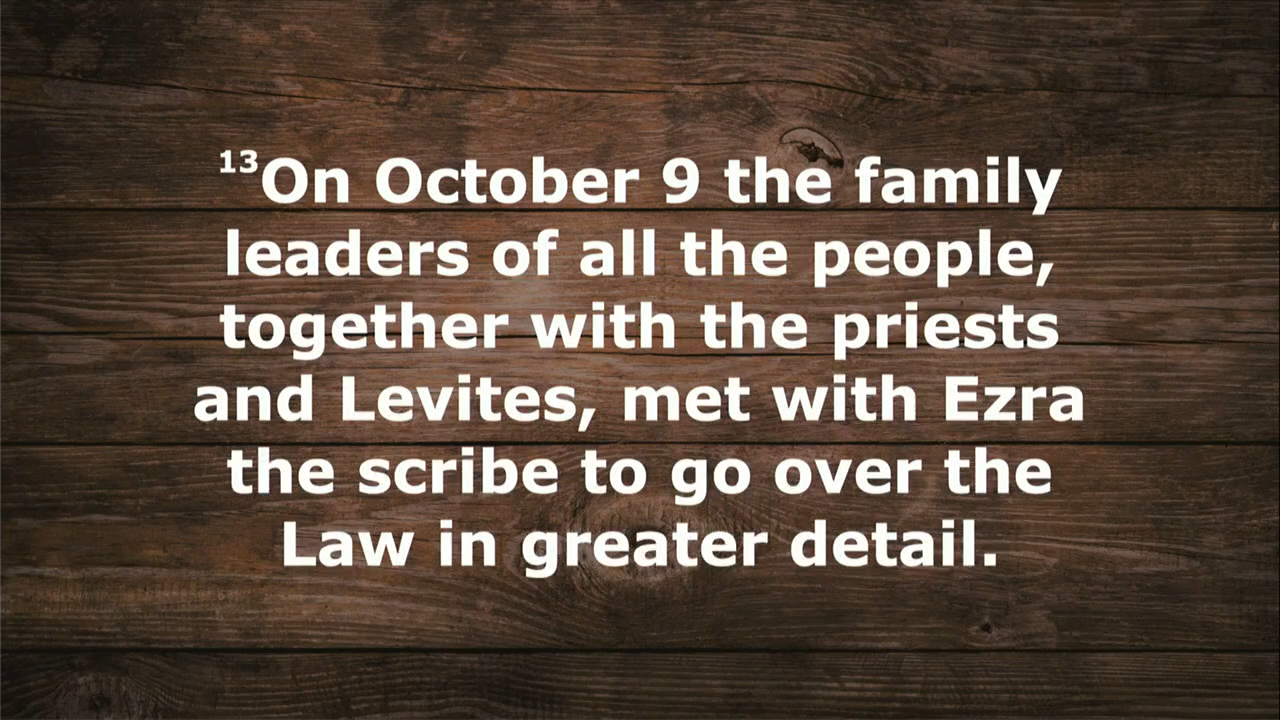 13On October 9 the family
leaders of all the people,
together with the priests
and Levites, met with Ezra
the scribe to go over the
Law in greater detail.